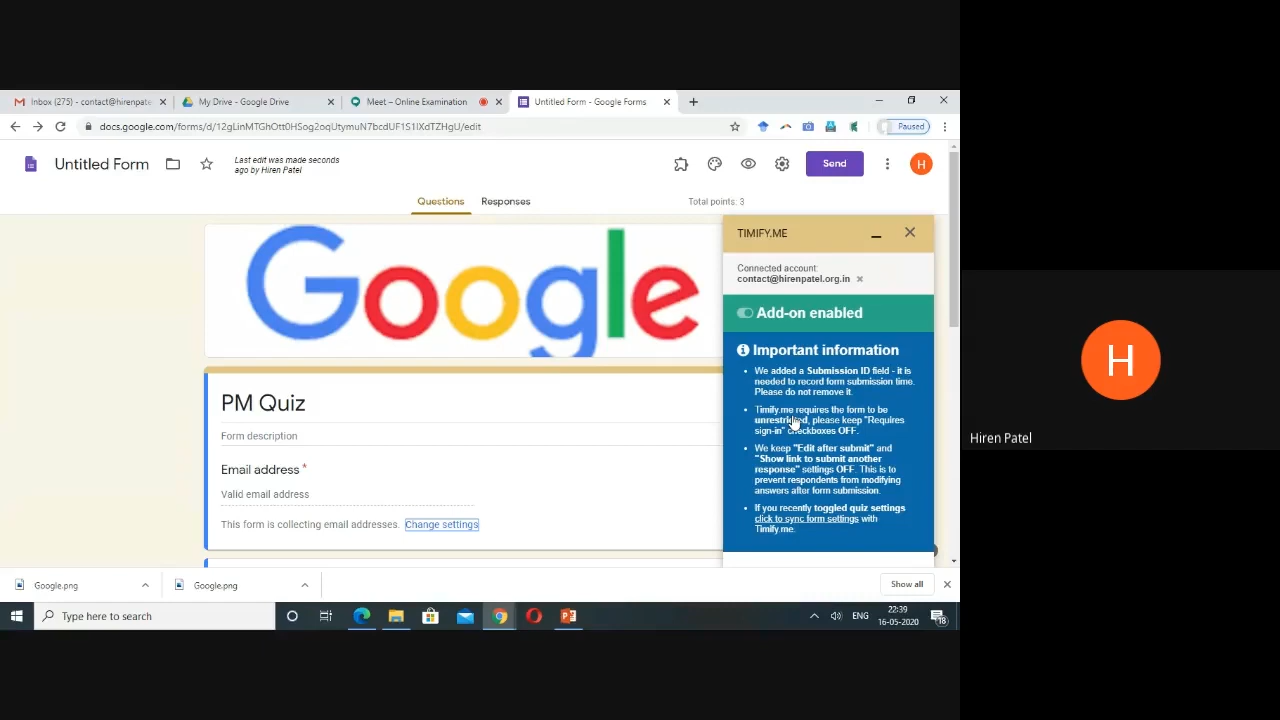 Inbox (275) - contact@hirenpate
My Drive - Google Drive
Meet – Online Examination
Untitled Form - Google Forms
docs.google.com/forms/d/12gLinMTGhOtt0HSog2oqUtymuN7bcdUF1S1lXdTZHgU/edit
Paused
Untitled Form
Last edit was made seconds
ago by Hiren Patel
Send
H
Questions
Responses
Total points: 3
Google
PM Quiz
Form description
Email address *
Valid email address
This form is collecting email addresses. Change settings
TIMIFY.ME
Connected account:
contact@hirenpatel.org.in
Add-on enabled
Important information
We added a Submission ID field - it is
needed to record form submission time.
Please do not remove it.
Timify.me requires the form to be
unrestricted, please keep "Requires
sign-in" checkboxes OFF.
We keep "Edit after submit" and
"Show link to submit another
response" settings OFF. This is to
prevent respondents from modifying
answers after form submission.
If you recently toggled quiz settings
click to sync form settings with
Timify.me.
Google.png
Google.png
Show all
Type here to search
ENG
22:39
16-05-2020
18
H
Hiren Patel